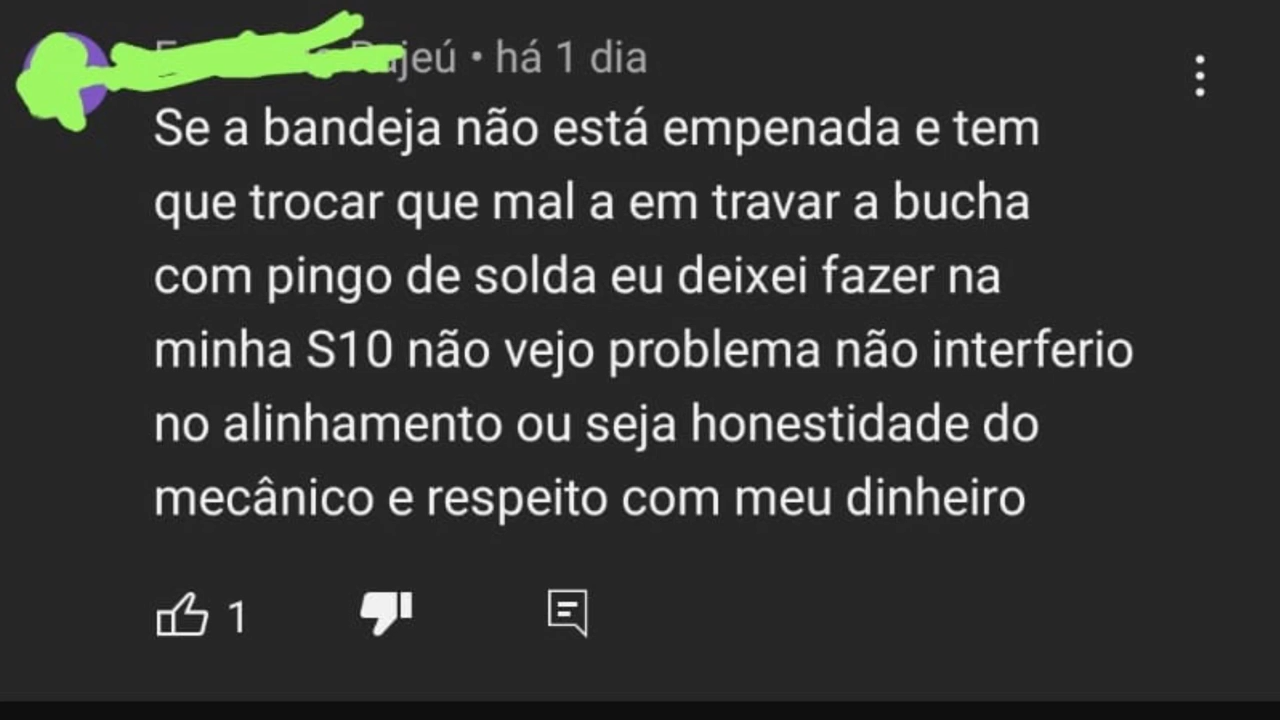 jeú • há 1 dia
Se a bandeja não está empenada e tem
que trocar que mal a em travar a bucha
com pingo de solda eu deixei fazer na
minha S10 não vejo problema não interferio
no alinhamento ou seja honestidade do
mecânico e respeito com meu dinheiro
1